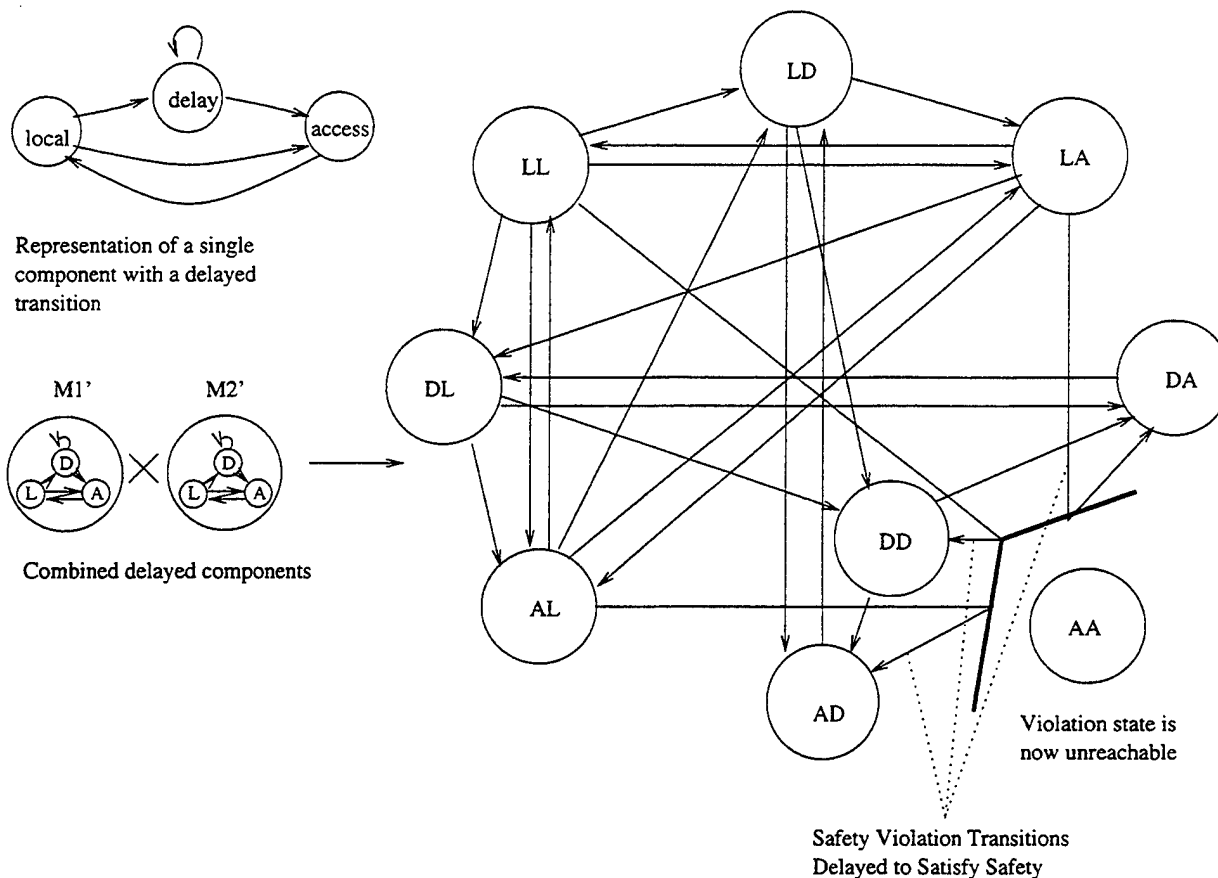 delay
local
access
Representation of a single
component with a delayed
transition
M1'
M2'
D
L
A
D
L
A
Combined delayed components
LD
LL
LA
DL
DA
DD
AL
AA
AD
Violation state is
now unreachable
Safety Violation Transitions
Delayed to Satisfy Safety